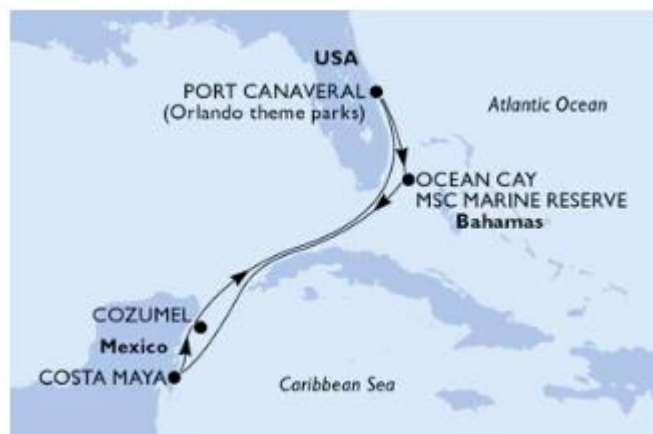 USA
PORT CANAVERAL
(Orlando theme parks)
Atlantic Ocean
OCEAN CAY
MSC MARINE RESERVE
Bahamas
COZUMEL
Mexico
COSTA MAYA
Caribbean Sea